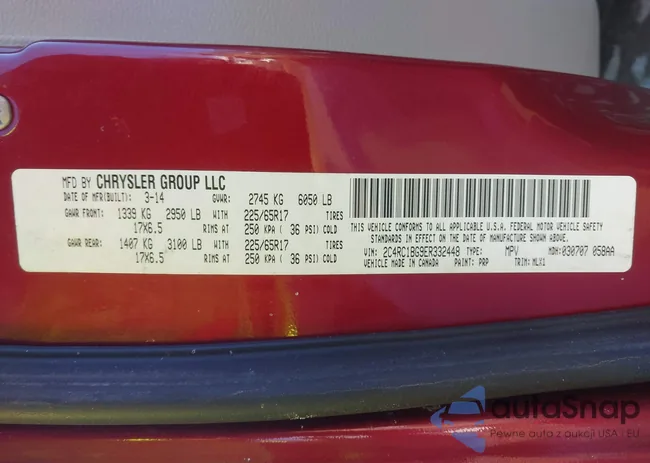 MFD BY CHRYSLER GROUP LLC
DATE OF MFR(BUILT): 3-14 GVWR: 2745 KG 6050 LB
GAWR FRONT: 1339 KG 2950 LB WITH 225/65R17 TIRES
17X6.5 RIMS AT 250 KPA ( 36 PSI) COLD
GAWR REAR: 1407 KG 3100 LB WITH 225/65R17 TIRES
17X6.5 RIMS AT 250 KPA ( 36 PSI) COLD
THIS VEHICLE CONFORMS TO ALL APPLICABLE U.S.A. FEDERAL MOTOR VEHICLE SAFETY
STANDARDS IN EFFECT ON THE DATE OF MANUFACTURE SHOWN ABOVE.
VIN: 2C4RC1BG9ER332448 TYPE: MPV MDH:030707 058AA
VEHICLE MADE IN CANADA PAINT: PRP TRIM: MLX1
autoSnap
Pewne auta z aukcji USA / EU